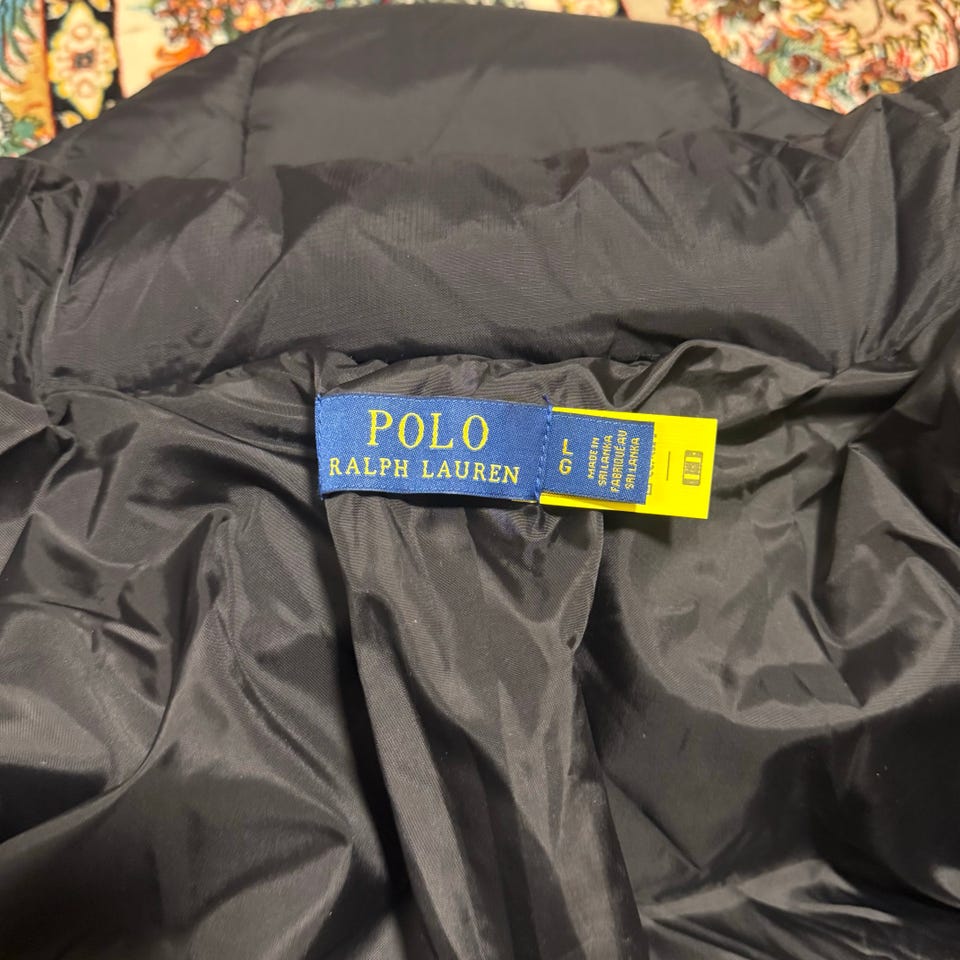 POLO
RALPH LAUREN
L
G
MADE IN
SRI LANKA
FABRIQUÉ AU
SRI LANKA